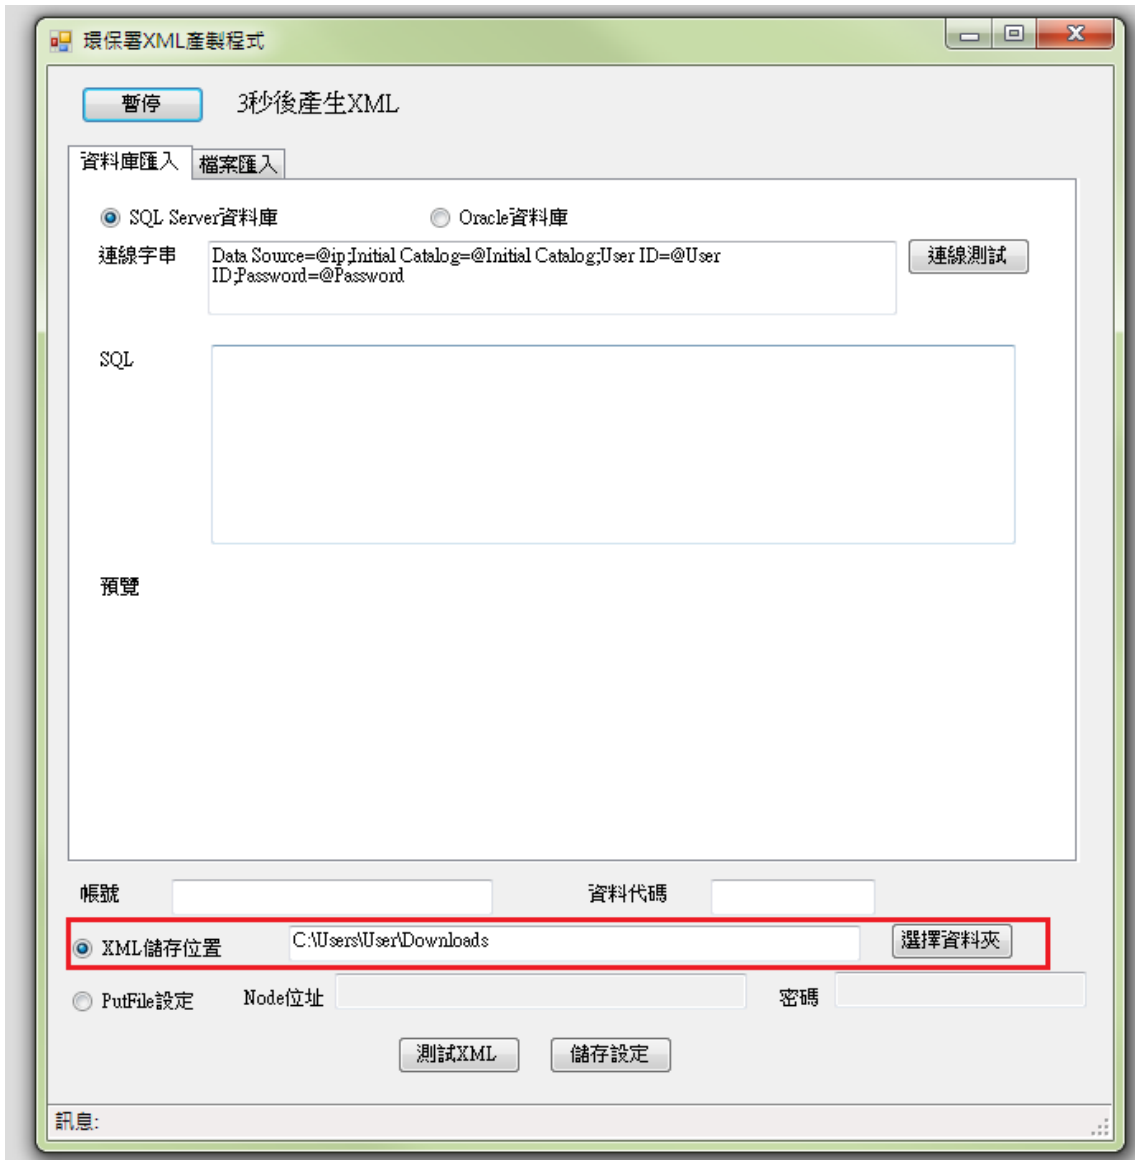 環保署XML產製程式
暫停 3秒後產生XML
資料庫匯入 檔案匯入
SQL Server資料庫 Oracle資料庫
連線字串 Data Source=@ip;Initial Catalog=@Initial Catalog;User ID=@User 連線測試
ID;Password=@Password
SQL
預覽
帳號 資料代碼
XML儲存位置 C:\Users\User\Downloads 選擇資料夾
PutFile設定 Node位址 密碼
測試XML 儲存設定
訊息: